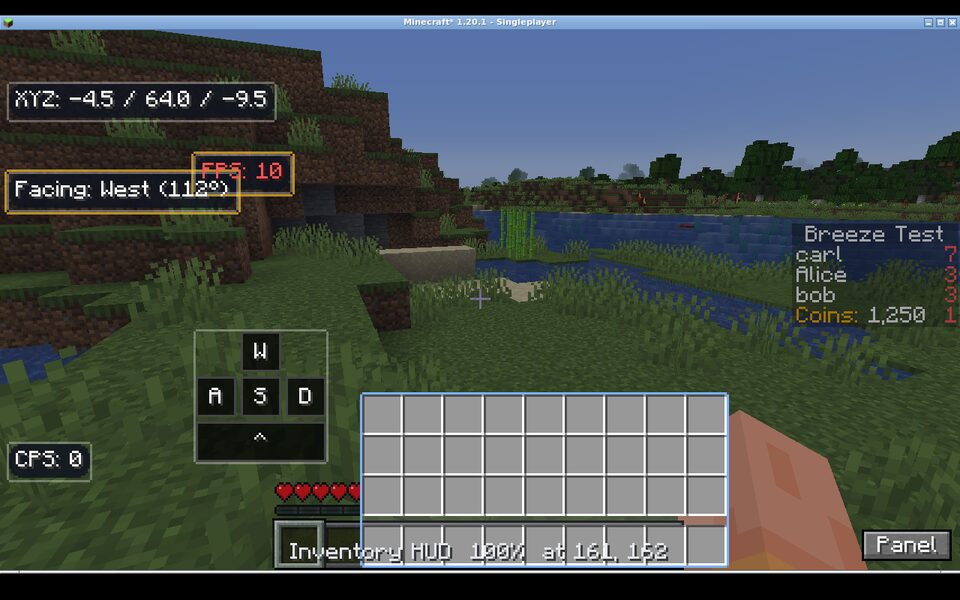 Minecraft* 1.20.1 - Singleplayer
XYZ: -4.5 / 64.0 / -9.5
FPS: 10
Facing: West (112°)
Breeze Test
carl 7
Alice 3
bob 3
Coins: 1,250 1
W
A S D
^
CPS: 0
Inventory HUD 100% at 161, 162
Panel